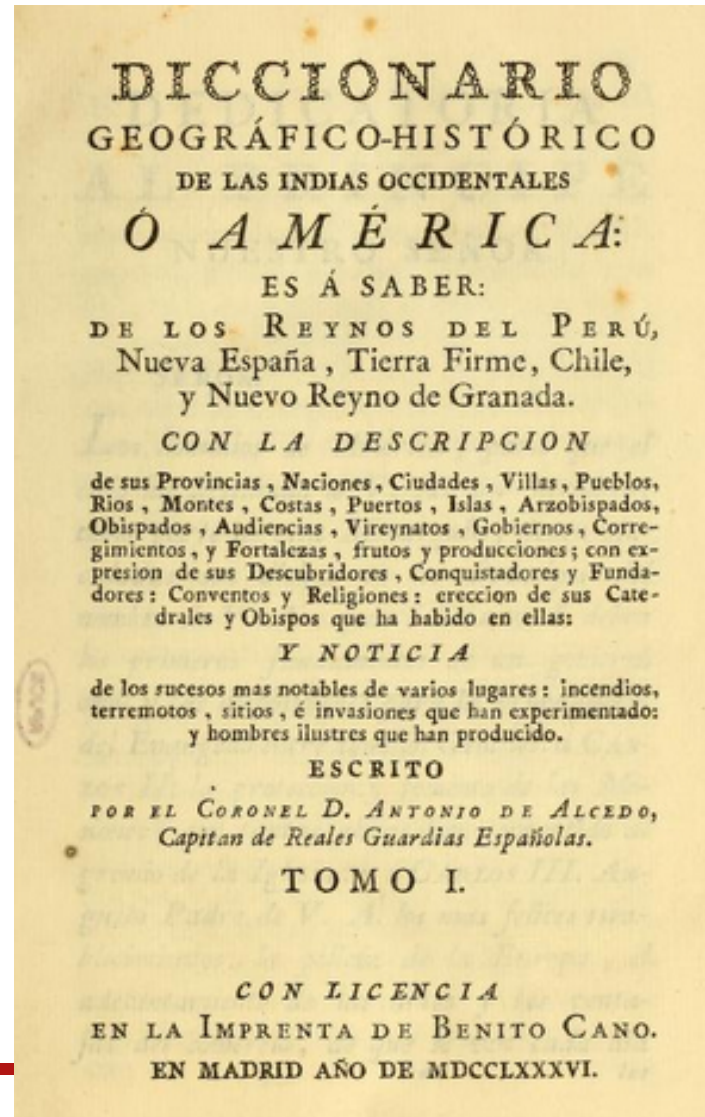 DICCIONARIO
GEOGRÁFICO-HISTÓRICO
DE LAS INDIAS OCCIDENTALES
Ó AMÉRICA:
ES Á SABER:
DE LOS REYNOS DEL PERÚ,
Nueva España , Tierra Firme, Chile,
y Nuevo Reyno de Granada.
CON LA DESCRIPCION
de sus Provincias , Naciones, Ciudades , Villas, Pueblos,
Rios , Montes , Costas , Puertos , Islas , Arzobispados,
Obispados , Audiencias , Vireynatos , Gobiernos , Corre-
gimientos , y Fortalezas , frutos y producciones; con ex-
presion de sus Descubridores , Conquistadores y Funda-
dores : Conventos y Religiones : ereccion de sus Cate-
drales y Obispos que ha habido en ellas:
Y NOTICIA
de los sucesos mas notables de varios lugares : incendios,
terremotos , sitios , é invasiones que han experimentado:
y hombres ilustres que han producido.
ESCRITO
POR EL CORONEL D. ANTONIO DE ALCEDO,
Capitan de Reales Guardias Españolas.
TOMO I.
CON LICENCIA
EN LA IMPRENTA DE BENITO CANO.
EN MADRID AÑO DE MDCCLXXXVI.